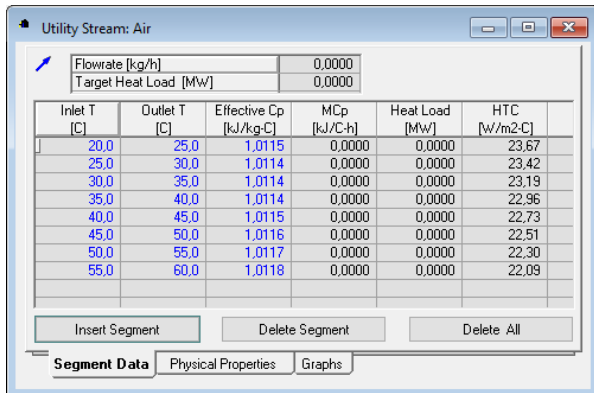 Utility Stream: Air
Flowrate [kg/h] 0,0000
Target Heat Load [MW] 0,0000
Inlet T Outlet T Effective Cp MCp Heat Load HTC
[C] [C] [kJ/kg-C] [kJ/C-h] [MW] [W/m2-C]
20,0 25,0 1,0115 0,0000 0,0000 23,67
25,0 30,0 1,0114 0,0000 0,0000 23,42
30,0 35,0 1,0114 0,0000 0,0000 23,19
35,0 40,0 1,0114 0,0000 0,0000 22,96
40,0 45,0 1,0115 0,0000 0,0000 22,73
45,0 50,0 1,0116 0,0000 0,0000 22,51
50,0 55,0 1,0117 0,0000 0,0000 22,30
55,0 60,0 1,0118 0,0000 0,0000 22,09
Insert Segment Delete Segment Delete All
Segment Data Physical Properties Graphs